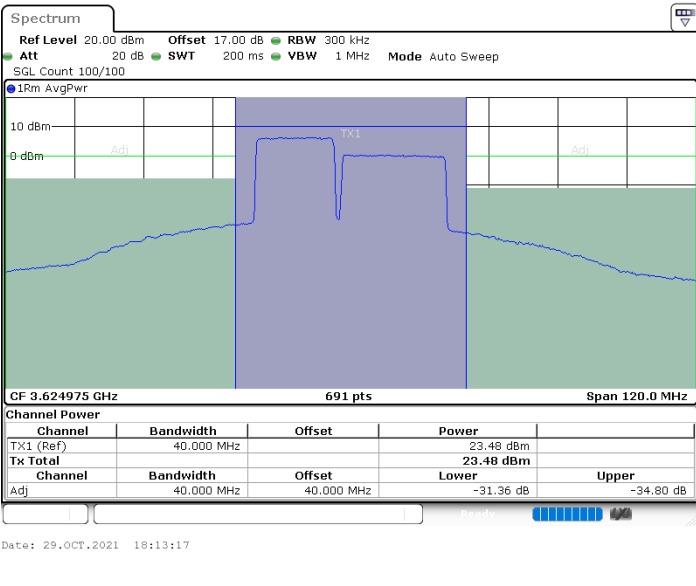 Spectrum
Ref Level 20.00 dBm Offset 17.00 dB RBW 300 kHz
Att 20 dB SWT 200 ms VBW 1 MHz Mode Auto Sweep
SGL Count 100/100
1Rm AvgPwr
10 dBm
TX1
Adj Adj
0 dBm
CF 3.624975 GHz 691 pts Span 120.0 MHz
Channel Power
Channel Bandwidth Offset Power
TX1 (Ref) 40.000 MHz 23.48 dBm
Tx Total 23.48 dBm
Channel Bandwidth Offset Lower Upper
Adj 40.000 MHz 40.000 MHz -31.36 dB -34.80 dB
Ready
Date: 29.OCT.2021 18:13:17